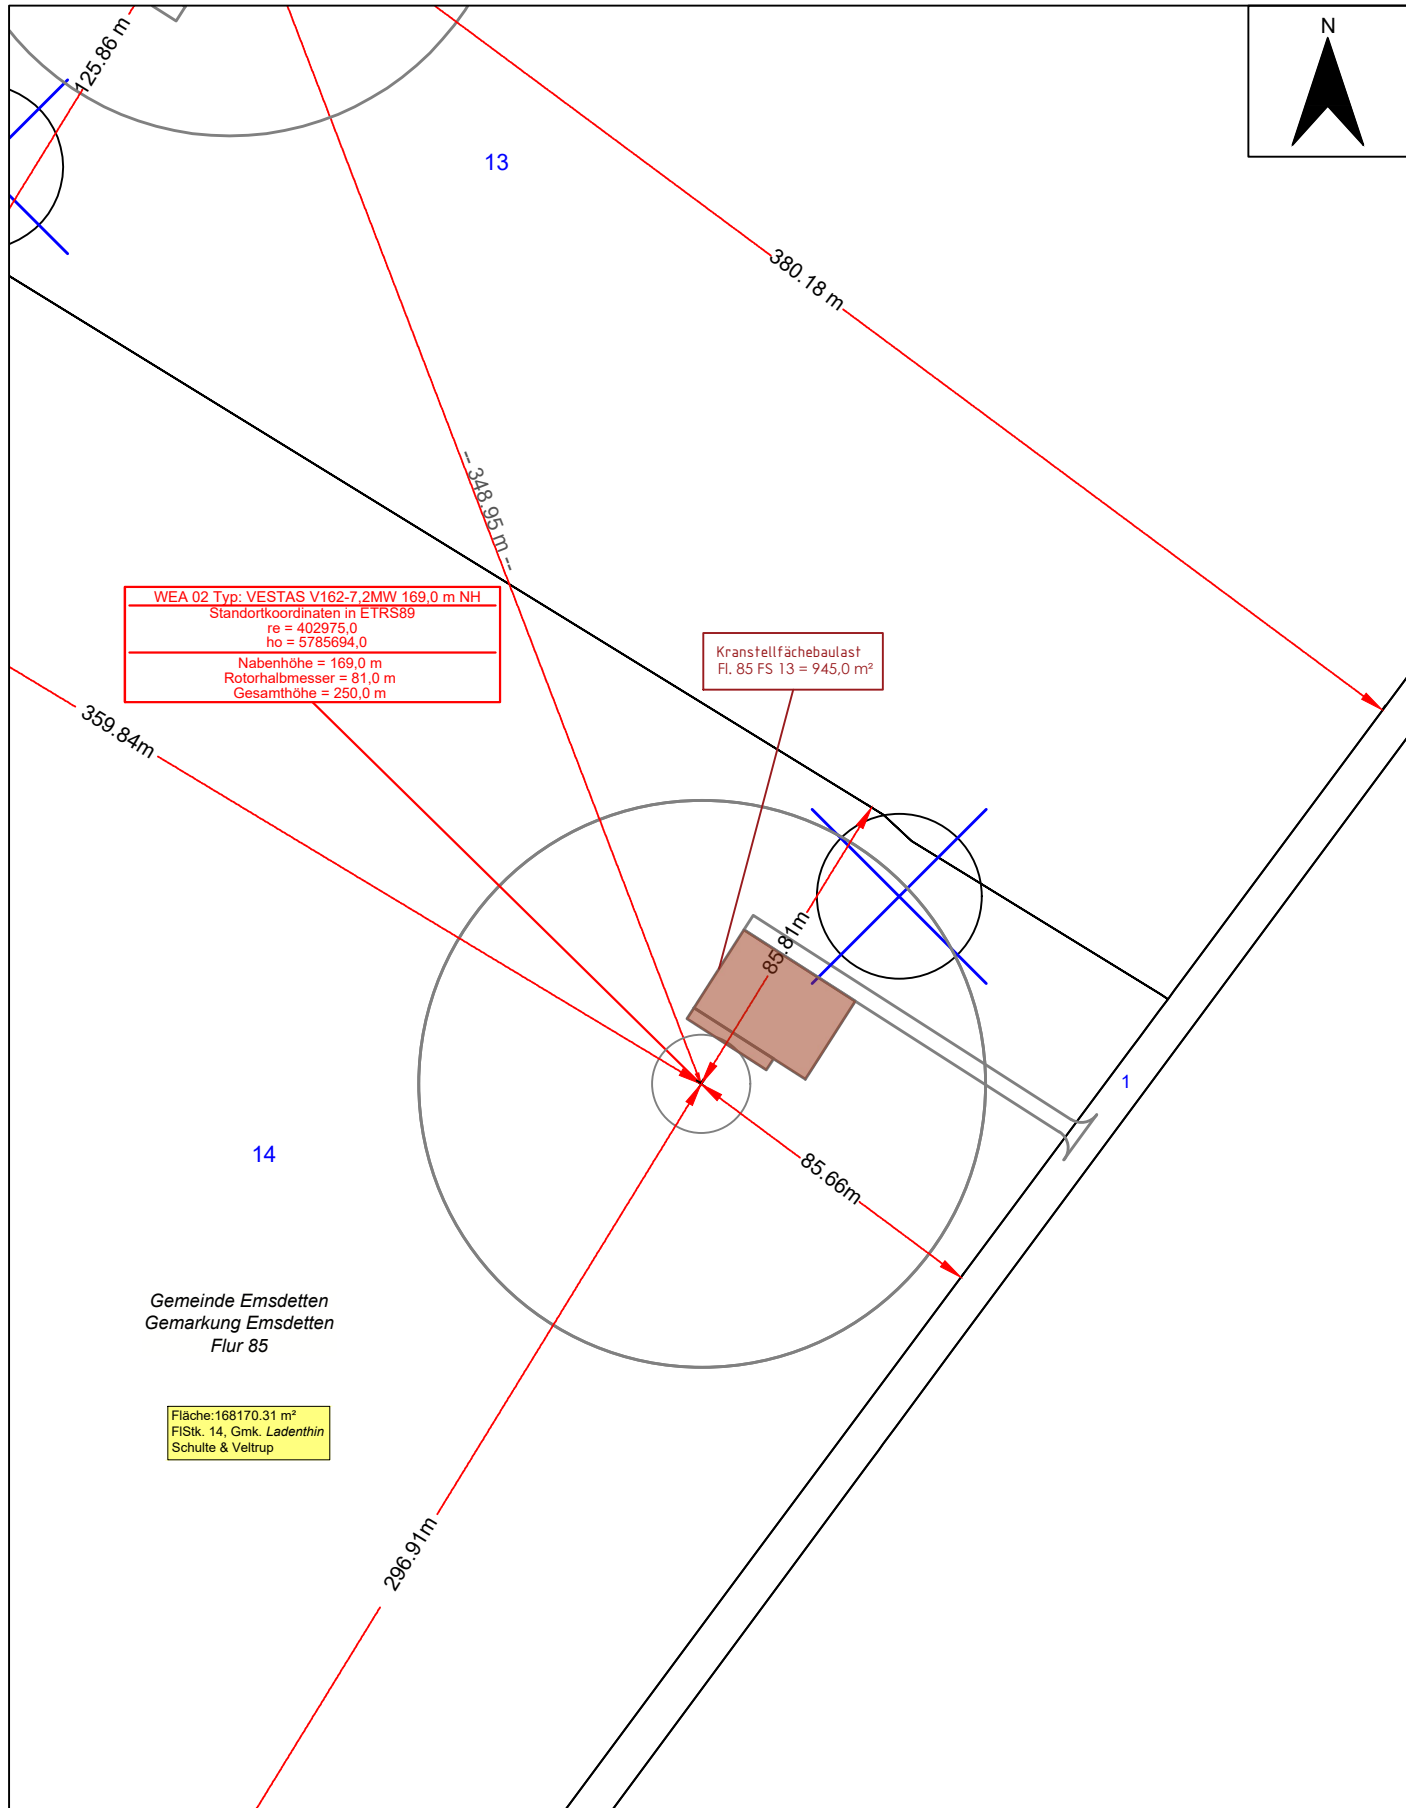 N
125.86 m
13
380.18 m
-- 348.95 m --
WEA 02 Typ: VESTAS V162-7,2MW 169,0 m NH
Standortkoordinaten in ETRS89
re = 402975,0
ho = 5785694,0
Nabenhöhe = 169,0 m
Rotorhalbmesser = 81,0 m
Gesamthöhe = 250,0 m
Kranstellfächebaulast
Fl. 85 FS 13 = 945,0 m²
359.84m
85.81m
1
14
85.66m
Gemeinde Emsdetten
Gemarkung Emsdetten
Flur 85
Fläche:168170.31 m²
FlStk. 14, Gmk. Ladenthin
Schulte & Veltrup
296.91m